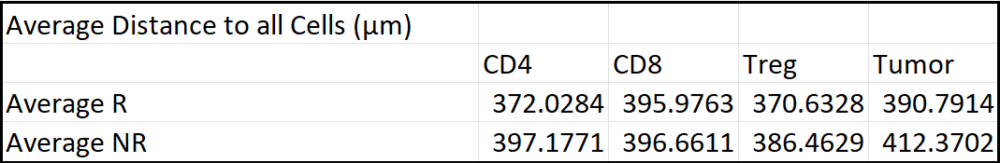 Average Distance to all Cells (µm)
CD4 CD8 Treg Tumor
Average R 372.0284 395.9763 370.6328 390.7914
Average NR 397.1771 396.6611 386.4629 412.3702